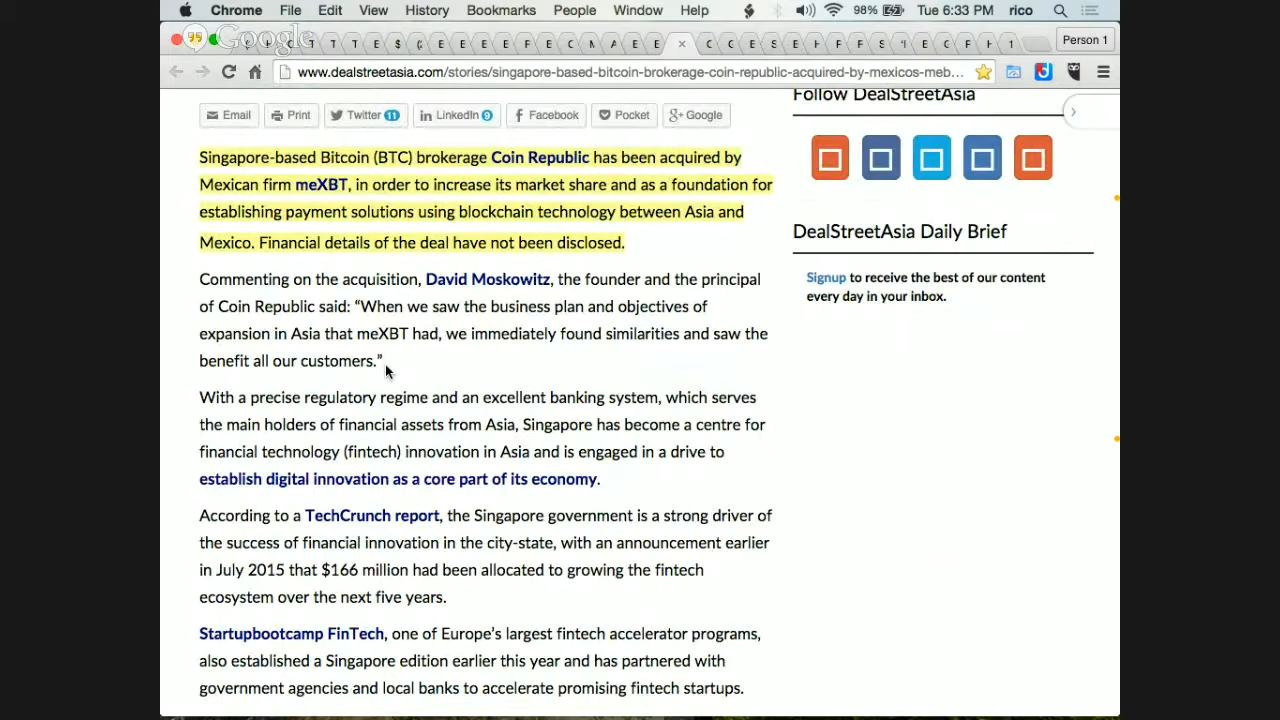 Chrome File Edit View History Bookmarks People Window Help 98% Tue 6:33 PM rico
Google
Person 1
www.dealstreetasia.com/stories/singapore-based-bitcoin-brokerage-coin-republic-acquired-by-mexicos-meb...
Email Print Twitter 11 LinkedIn 9 Facebook Pocket Google
Singapore-based Bitcoin (BTC) brokerage Coin Republic has been acquired by
Mexican firm meXBT, in order to increase its market share and as a foundation for
establishing payment solutions using blockchain technology between Asia and
Mexico. Financial details of the deal have not been disclosed.
Commenting on the acquisition, David Moskowitz, the founder and the principal
of Coin Republic said: “When we saw the business plan and objectives of
expansion in Asia that meXBT had, we immediately found similarities and saw the
benefit all our customers.”
With a precise regulatory regime and an excellent banking system, which serves
the main holders of financial assets from Asia, Singapore has become a centre for
financial technology (fintech) innovation in Asia and is engaged in a drive to
establish digital innovation as a core part of its economy.
According to a TechCrunch report, the Singapore government is a strong driver of
the success of financial innovation in the city-state, with an announcement earlier
in July 2015 that $166 million had been allocated to growing the fintech
ecosystem over the next five years.
Startupbootcamp FinTech, one of Europe’s largest fintech accelerator programs,
also established a Singapore edition earlier this year and has partnered with
government agencies and local banks to accelerate promising fintech startups.
Follow DealStreetAsia
DealStreetAsia Daily Brief
Signup to receive the best of our content
every day in your inbox.